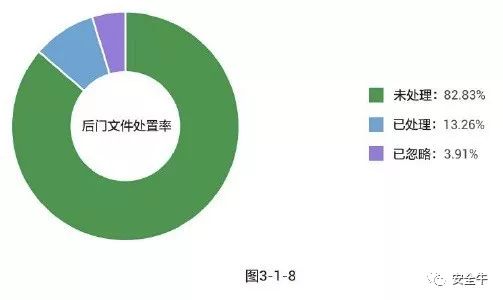 后门文件处置率
未处理：82.83%
已处理：13.26%
已忽略：3.91%
图3-1-8
安全牛